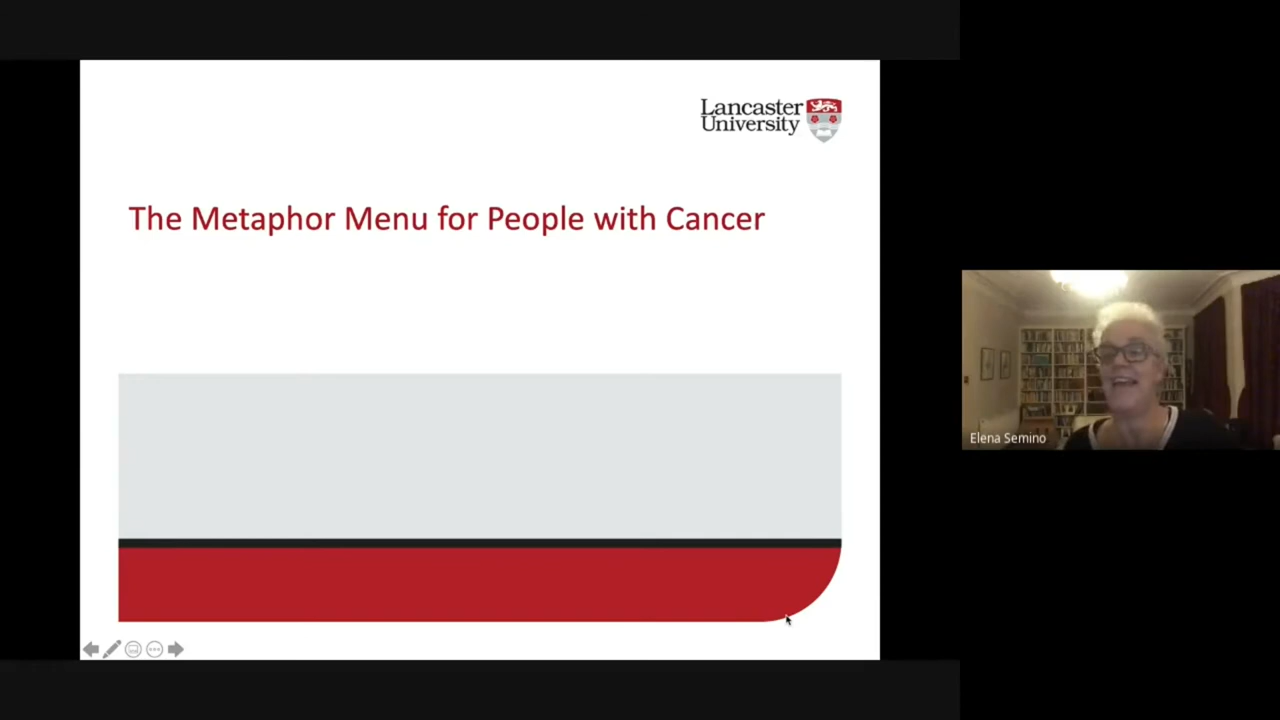 Lancaster
University
The Metaphor Menu for People with Cancer
Elena Semino